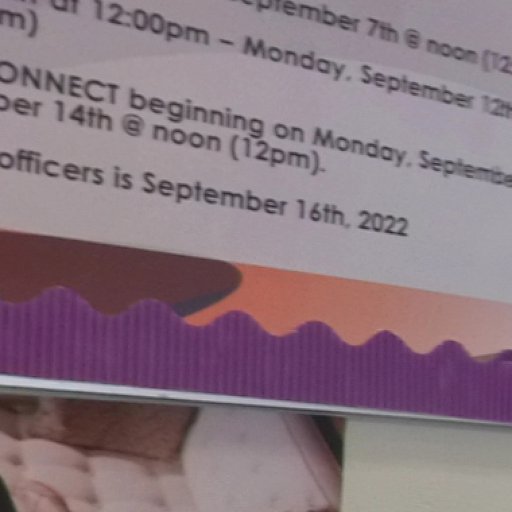 September 7th @ noon (12
at 12:00pm – Monday, September 12th
m)
ONNECT beginning on Monday, Septembe
ber 14th @ noon (12pm).
officers is September 16th, 2022